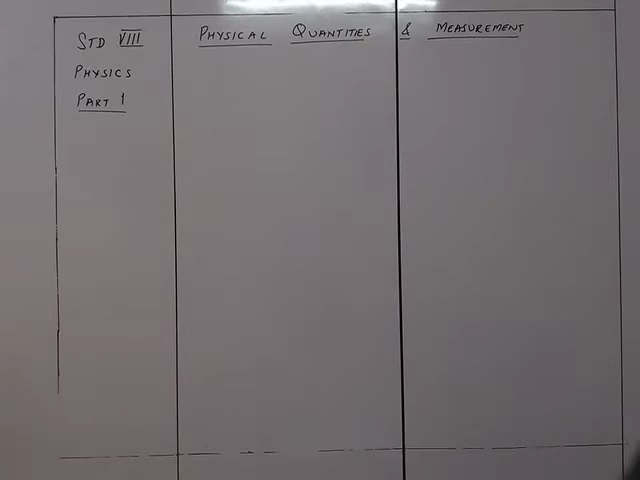 STD VIII
PHYSICS
PART 1
PHYSICAL QUANTITIES & MEASUREMENT